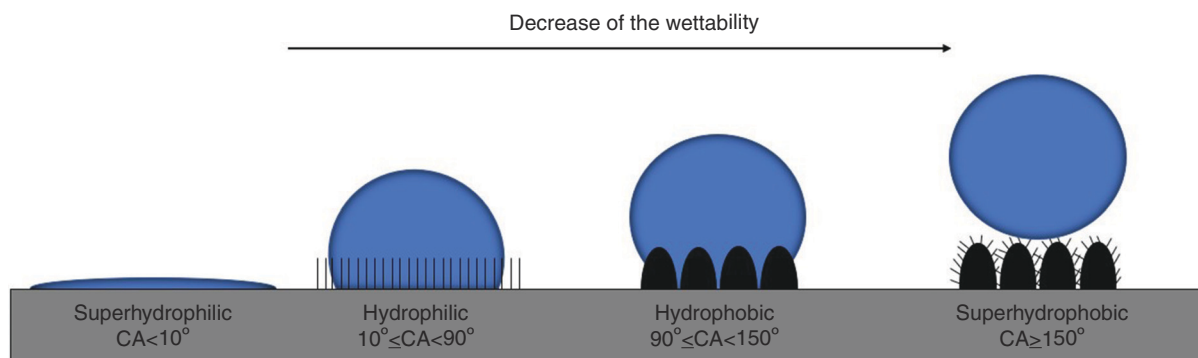 Decrease of the wettability
Superhydrophilic
CA<10°
Hydrophilic
10°≤CA<90°
Hydrophobic
90°≤CA<150°
Superhydrophobic
CA≥150°